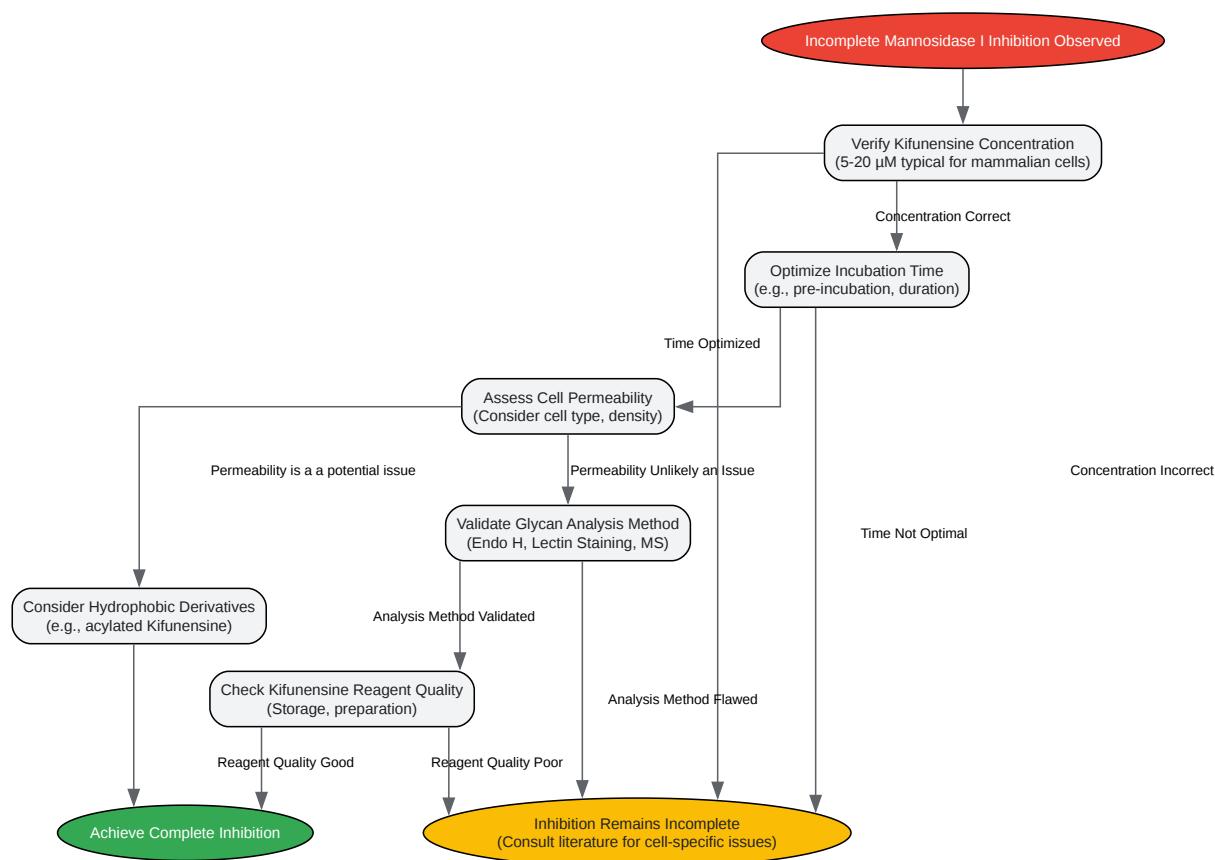 Incomplete Mannosidase I Inhibition Observed
Verify Kifunensine Concentration
(5-20 µM typical for mammalian cells)
Concentration Correct
Optimize Incubation Time
(e.g., pre-incubation, duration)
Time Optimized
Assess Cell Permeability
(Consider cell type, density)
Permeability is a a potential issue
Permeability Unlikely an Issue
Concentration Incorrect
Validate Glycan Analysis Method
(Endo H, Lectin Staining, MS)
Time Not Optimal
Consider Hydrophobic Derivatives
(e.g., acylated Kifunensine)
Analysis Method Validated
Check Kifunensine Reagent Quality
(Storage, preparation)
Analysis Method Flawed
Reagent Quality Good
Reagent Quality Poor
Achieve Complete Inhibition
Inhibition Remains Incomplete
(Consult literature for cell-specific issues)